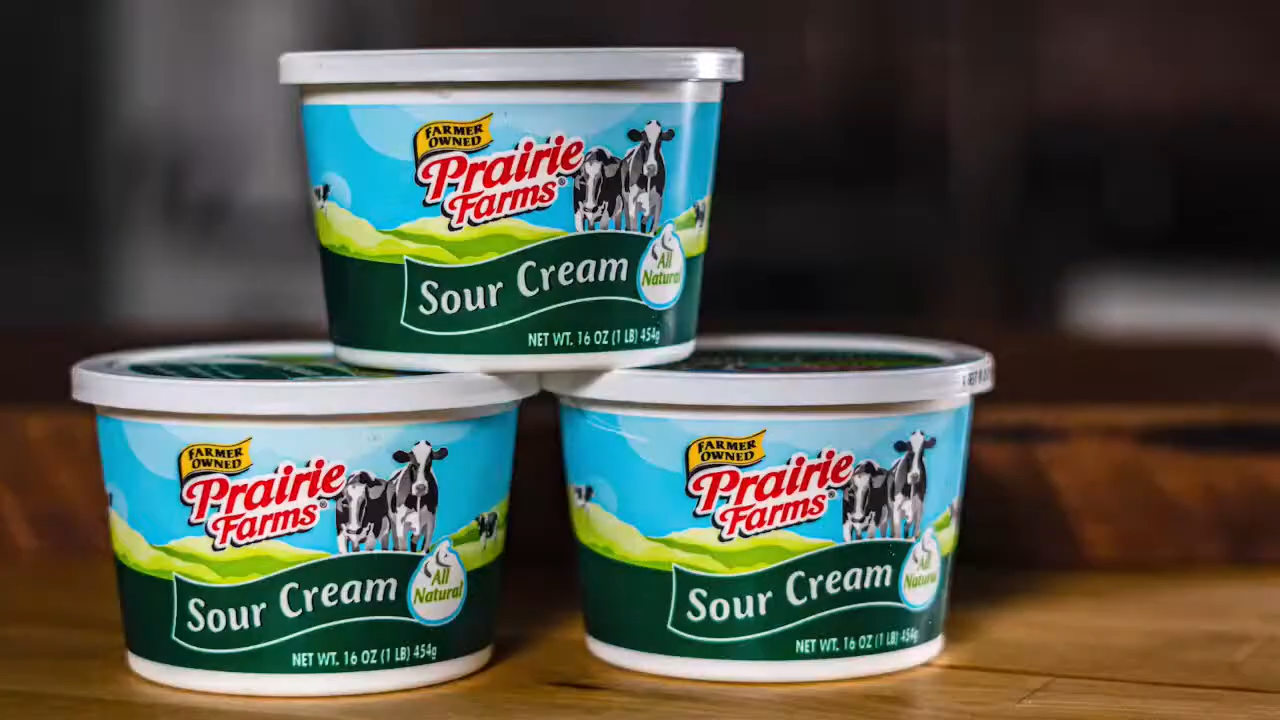 FARMER
OWNED
Prairie
Farms®
Sour Cream
All
Natural
NET WT. 16 OZ (1 LB) 454g
FARMER
OWNED
Prairie
Farms®
Sour Cream
All
Natural
NET WT. 16 OZ (1 LB) 454g
FARMER
OWNED
Prairie
Farms®
Sour Cream
All
Natural
NET WT. 16 OZ (1 LB) 454g